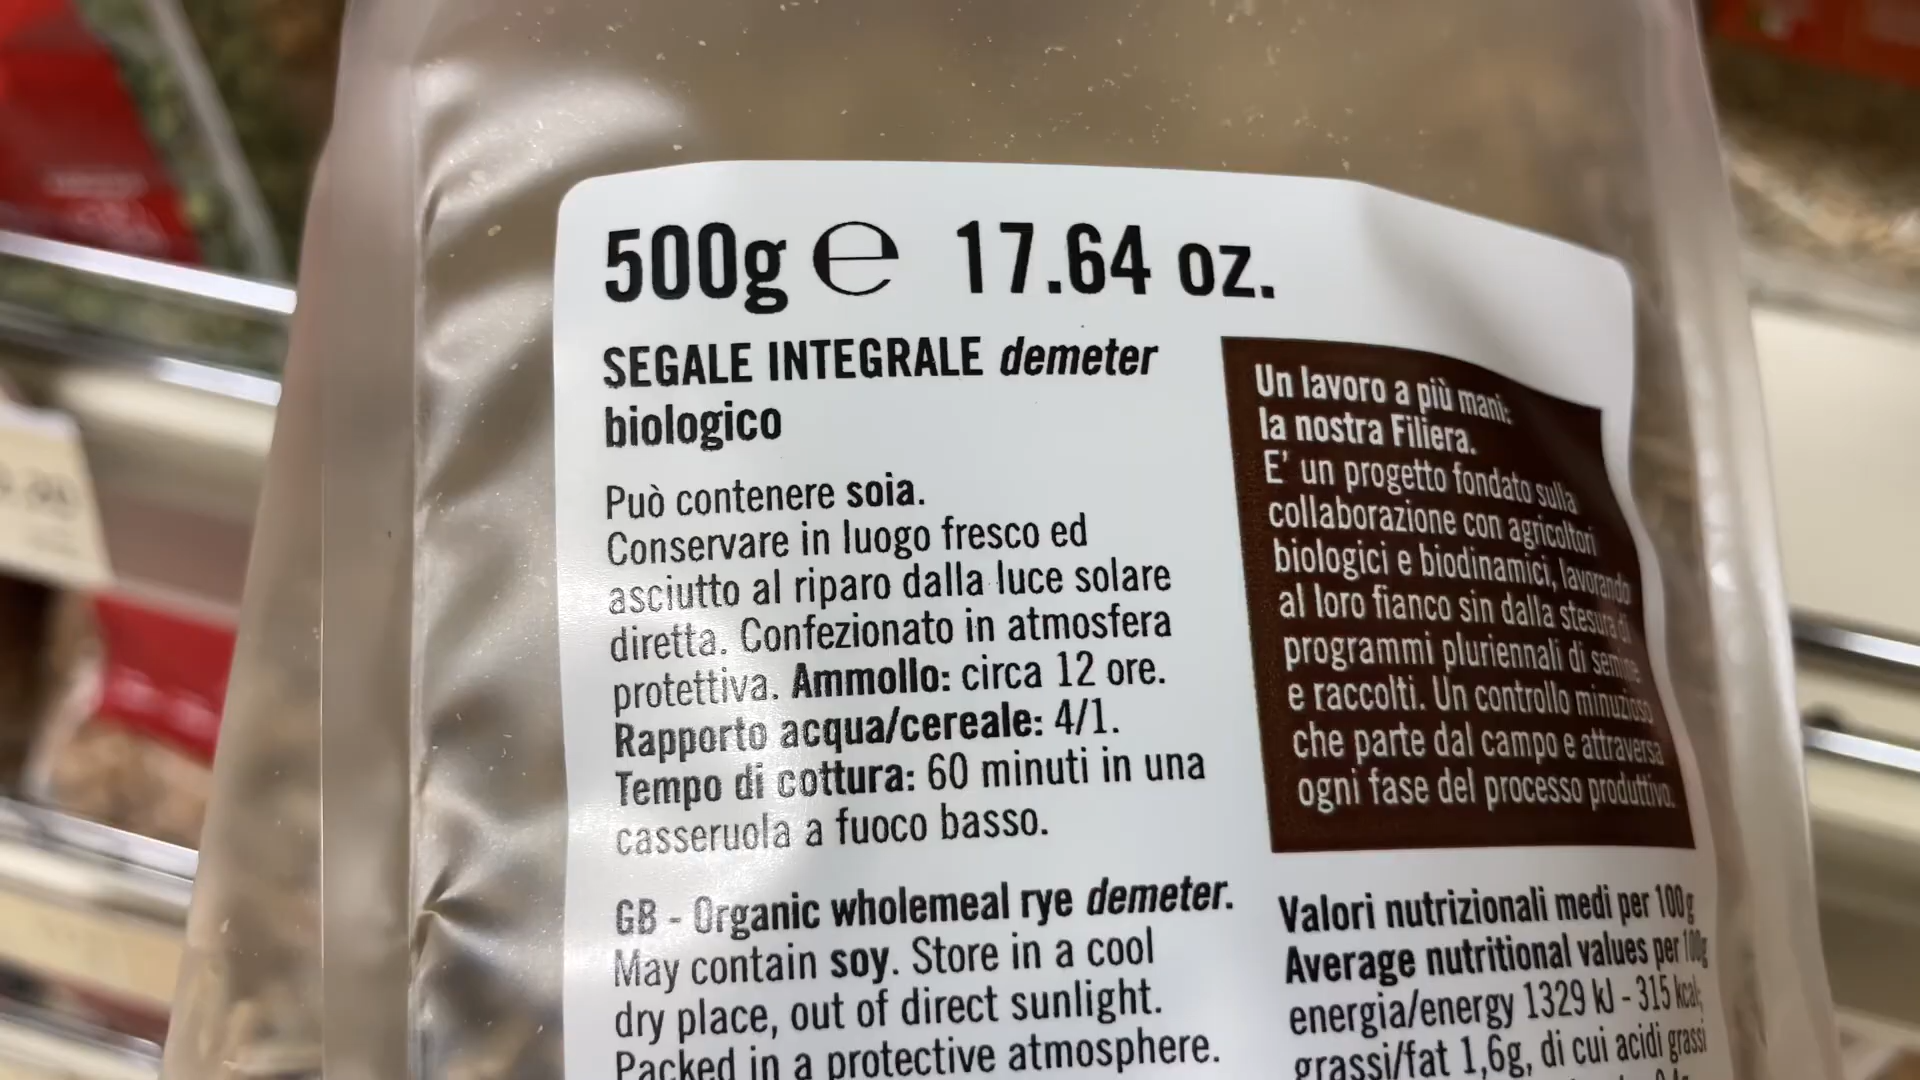 500g ℮ 17.64 oz.
SEGALE INTEGRALE demeter
biologico
Può contenere soia.
Conservare in luogo fresco ed
asciutto al riparo dalla luce solare
diretta. Confezionato in atmosfera
protettiva. Ammollo: circa 12 ore.
Rapporto acqua/cereale: 4/1.
Tempo di cottura: 60 minuti in una
casseruola a fuoco basso.
GB - Organic wholemeal rye demeter.
May contain soy. Store in a cool
dry place, out of direct sunlight.
Packed in a protective atmosphere.
Un lavoro a più mani:
la nostra Filiera.
E' un progetto fondato sulla
collaborazione con agricoltori
biologici e biodinamici, lavorando
al loro fianco sin dalla stesura di
programmi pluriennali di semine
e raccolti. Un controllo minuzioso
che parte dal campo e attraversa
ogni fase del processo produttivo.
Valori nutrizionali medi per 100g
Average nutritional values per 100g
energia/energy 1329 kJ - 315 kcal;
grassi/fat 1,6g, di cui acidi grassi